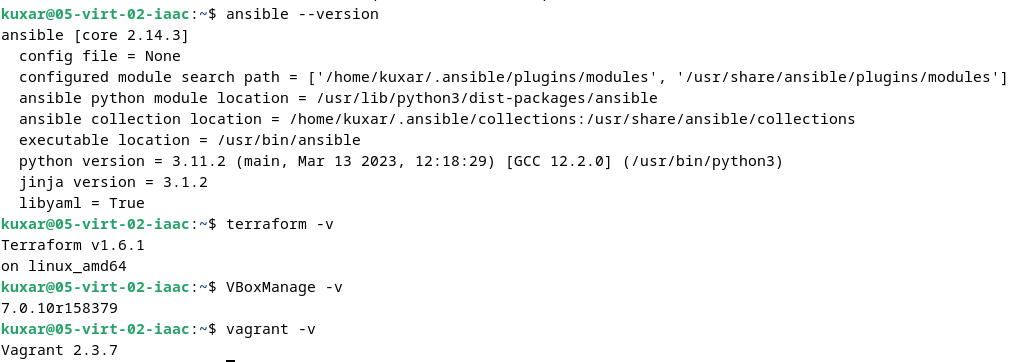 kuxar@05-virt-02-iaac:~$ ansible --version
ansible [core 2.14.3]
  config file = None
  configured module search path = ['/home/kuxar/.ansible/plugins/modules', '/usr/share/ansible/plugins/modules']
  ansible python module location = /usr/lib/python3/dist-packages/ansible
  ansible collection location = /home/kuxar/.ansible/collections:/usr/share/ansible/collections
  executable location = /usr/bin/ansible
  python version = 3.11.2 (main, Mar 13 2023, 12:18:29) [GCC 12.2.0] (/usr/bin/python3)
  jinja version = 3.1.2
  libyaml = True
kuxar@05-virt-02-iaac:~$ terraform -v
Terraform v1.6.1
on linux_amd64
kuxar@05-virt-02-iaac:~$ VBoxManage -v
7.0.10r158379
kuxar@05-virt-02-iaac:~$ vagrant -v
Vagrant 2.3.7